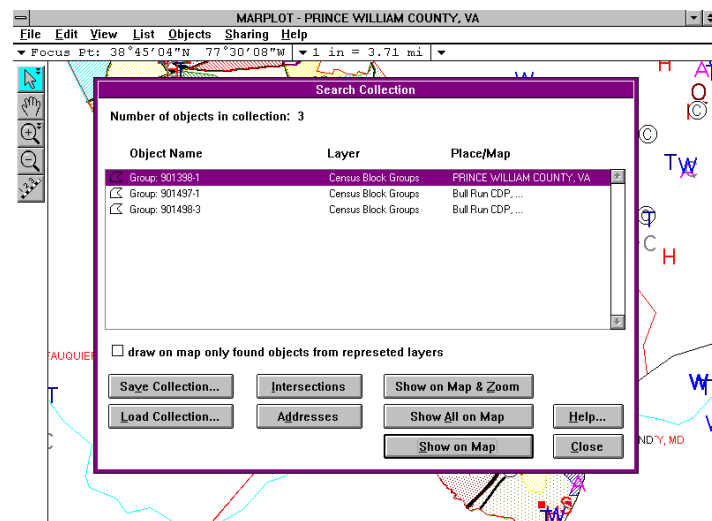 MARPLOT - PRINCE WILLIAM COUNTY, VA
File Edit View List Objects Sharing Help
Focus Pt: 38°45'04"N 77°30'08"W 1 in = 3.71 mi
Search Collection
Number of objects in collection: 3
Object Name Layer Place/Map
Group: 901398-1 Census Block Groups PRINCE WILLIAM COUNTY, VA
Group: 901497-1 Census Block Groups Bull Run CDP, ...
Group: 901498-3 Census Block Groups Bull Run CDP, ...
draw on map only found objects from represeted layers
Save Collection... Intersections Show on Map & Zoom
Load Collection... Addresses Show All on Map Help...
Show on Map Close
H
A
O
C
T
W
T
C
H
AUQUIE
T
W
T
C
ND
Y, MD
A
S
T
W